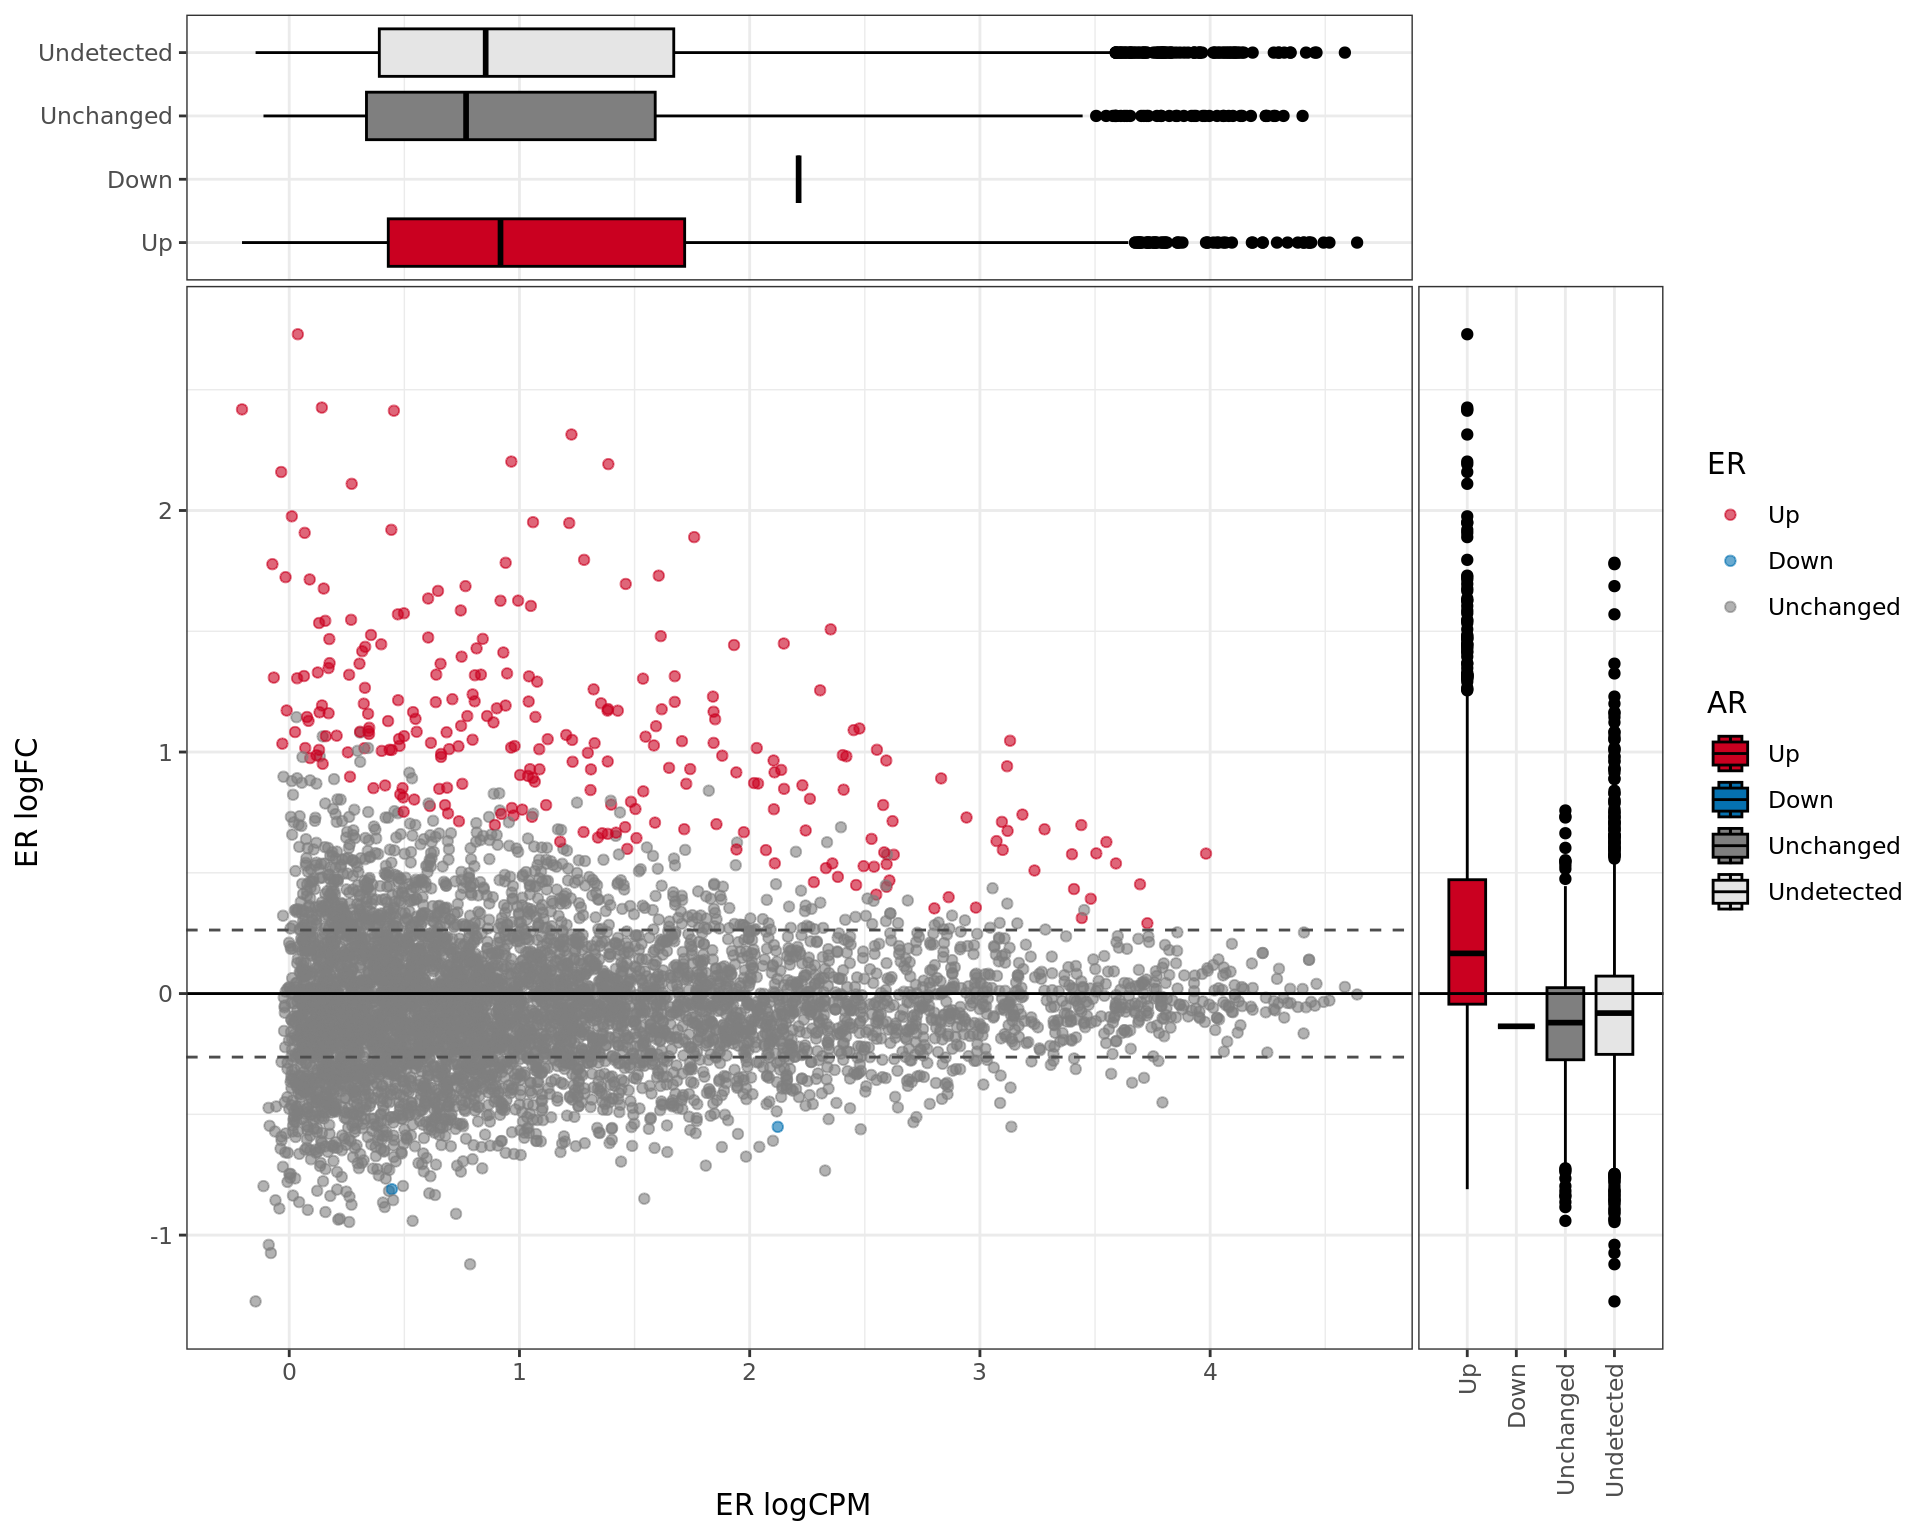 Undetected
Unchanged
Down
Up
ER logFC
2
1
0
-1
0
1
2
3
4
ER logCPM
Up
Down
Unchanged
Undetected
ER
Up
Down
Unchanged
AR
Up
Down
Unchanged
Undetected